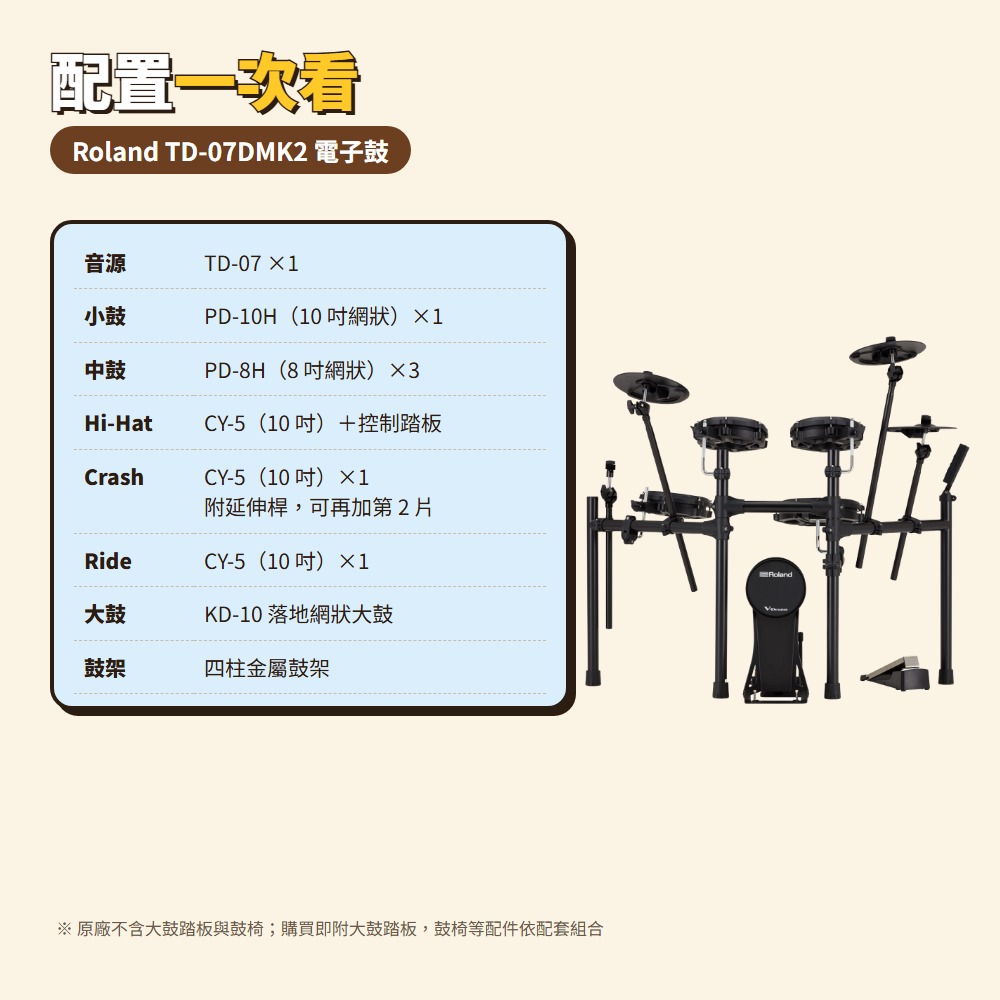 配置一次看
Roland TD-07DMK2 電子鼓
音源 TD-07 ×1
小鼓 PD-10H（10 吋網狀）×1
中鼓 PD-8H（8 吋網狀）×3
Hi-Hat CY-5（10 吋）＋控制踏板
Crash CY-5（10 吋）×1
附延伸桿，可再加第 2 片
Ride CY-5（10 吋）×1
大鼓 KD-10 落地網狀大鼓
鼓架 四柱金屬鼓架
Roland
V-Drums
※ 原廠不含大鼓踏板與鼓椅；購買即附大鼓踏板，鼓椅等配件依配套組合